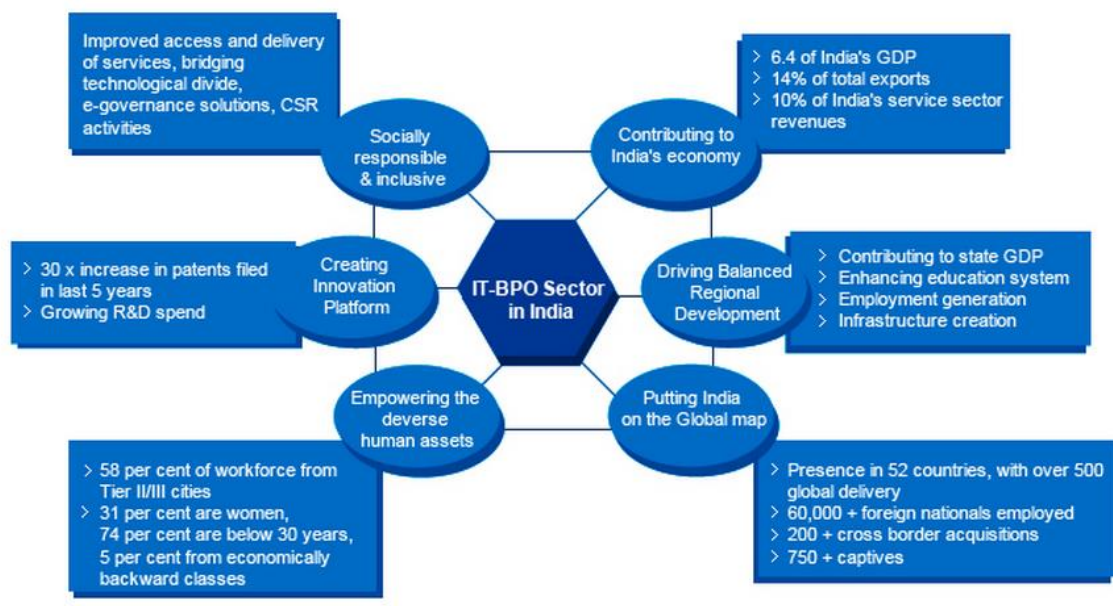 Improved access and delivery
of services, bridging
technological divide,
e-governance solutions, CSR
activities
Socially
responsible
& inclusive
Contributing to
India's economy
> 6.4 of India's GDP
> 14% of total exports
> 10% of India's service sector
revenues
> 30 x increase in patents filed
in last 5 years
> Growing R&D spend
Creating
Innovation
Platform
IT-BPO Sector
in India
Driving Balanced
Regional
Development
> Contributing to state GDP
> Enhancing education system
> Employment generation
> Infrastructure creation
Empowering the
deverse
human assets
Putting India
on the Global map
> 58 per cent of workforce from
Tier II/III cities
> 31 per cent are women,
74 per cent are below 30 years,
5 per cent from economically
backward classes
> Presence in 52 countries, with over 500
global delivery
> 60,000 + foreign nationals employed
> 200 + cross border acquisitions
> 750 + captives